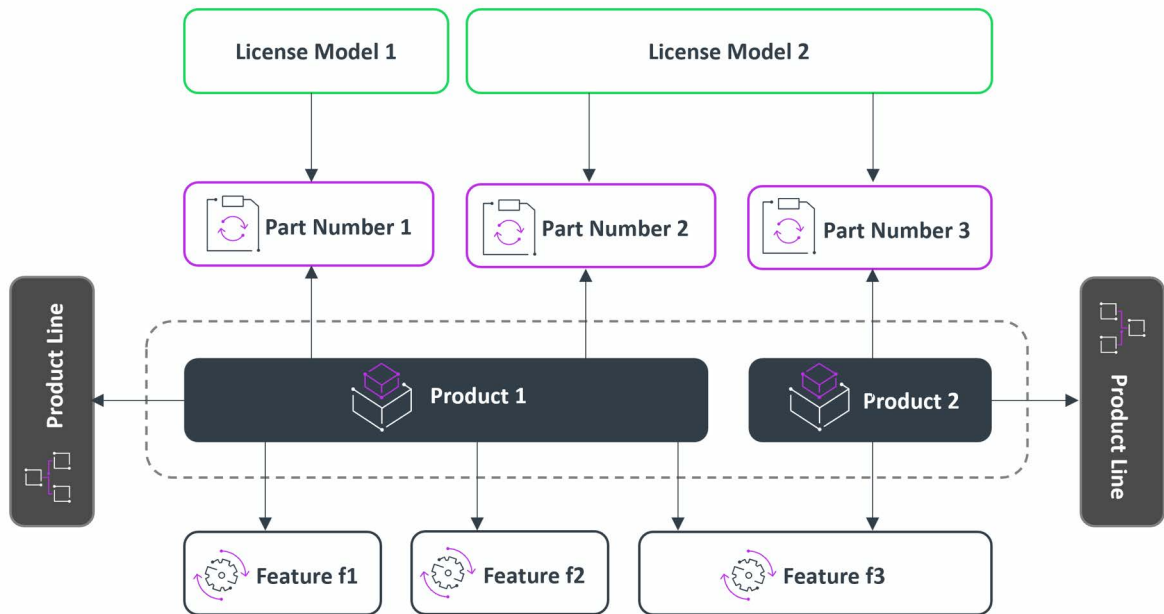 License Model 1
License Model 2
Part Number 1
Part Number 2
Part Number 3
Product Line
Product 1
Product 2
Product Line
Feature f1
Feature f2
Feature f3